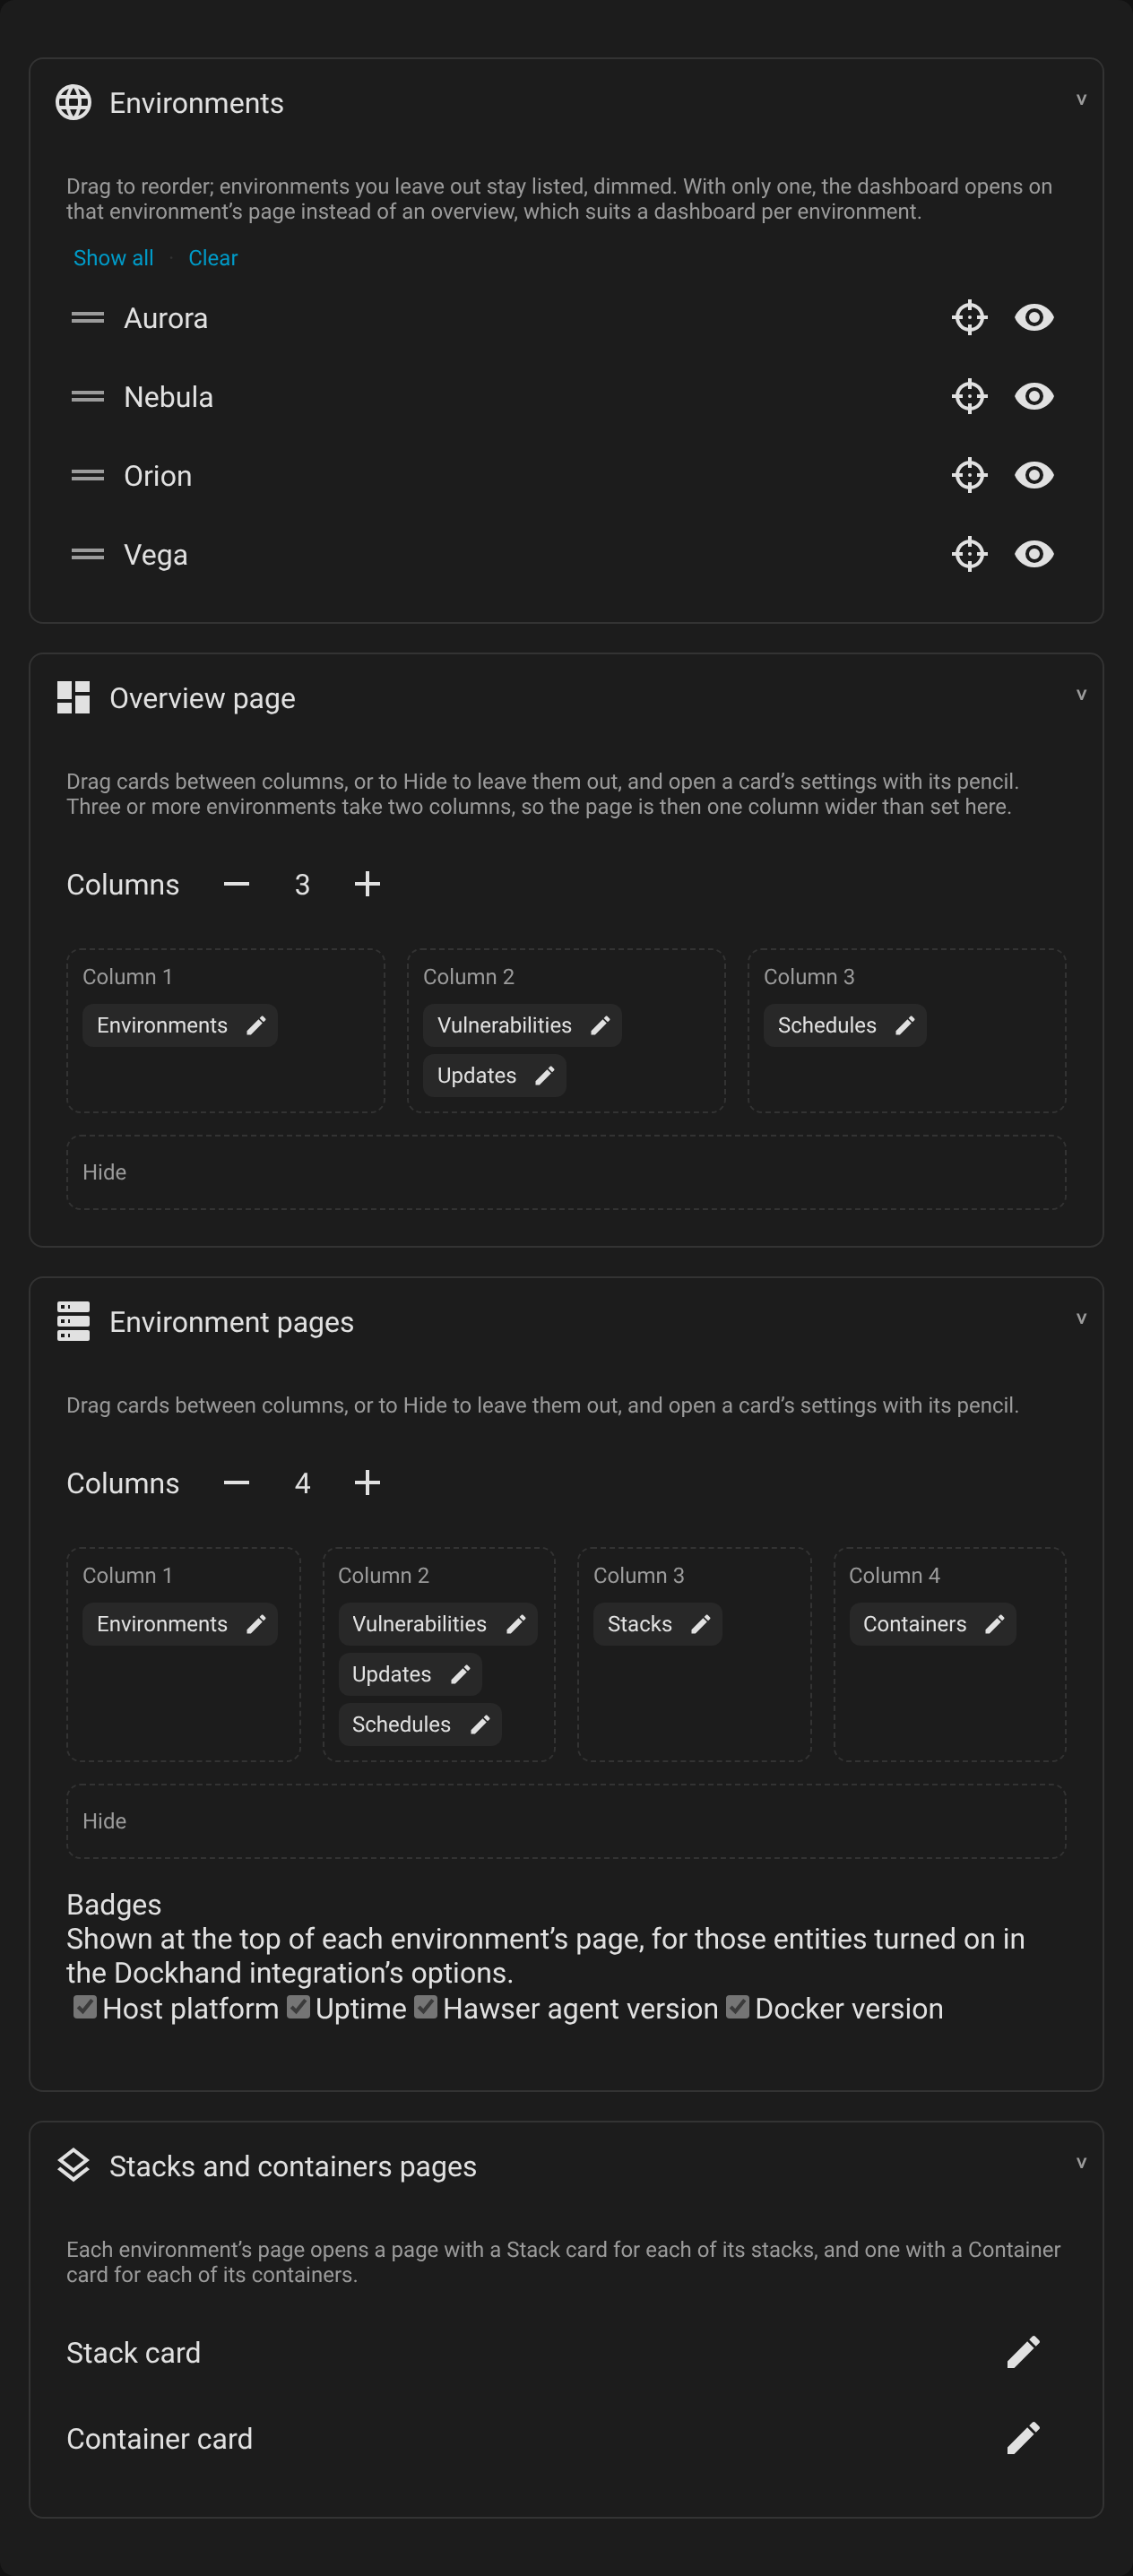 Environments
Drag to reorder; environments you leave out stay listed, dimmed. With only one, the dashboard opens on
that environment’s page instead of an overview, which suits a dashboard per environment.
Show all · Clear
Aurora
Nebula
Orion
Vega
Overview page
Drag cards between columns, or to Hide to leave them out, and open a card’s settings with its pencil.
Three or more environments take two columns, so the page is then one column wider than set here.
Columns 3
Column 1
Environments
Column 2
Vulnerabilities
Updates
Column 3
Schedules
Hide
Environment pages
Drag cards between columns, or to Hide to leave them out, and open a card’s settings with its pencil.
Columns 4
Column 1
Environments
Column 2
Vulnerabilities
Updates
Schedules
Column 3
Stacks
Column 4
Containers
Hide
Badges
Shown at the top of each environment’s page, for those entities turned on in
the Dockhand integration’s options.
Host platform Uptime Hawser agent version Docker version
Stacks and containers pages
Each environment’s page opens a page with a Stack card for each of its stacks, and one with a Container
card for each of its containers.
Stack card
Container card